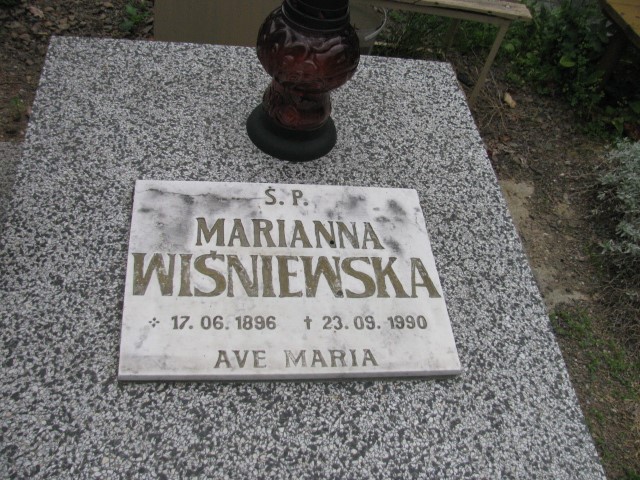 Ś. P.
MARIANNA
WIŚNIEWSKA
* 17. 06. 1896 † 23. 09. 1990
AVE MARIA